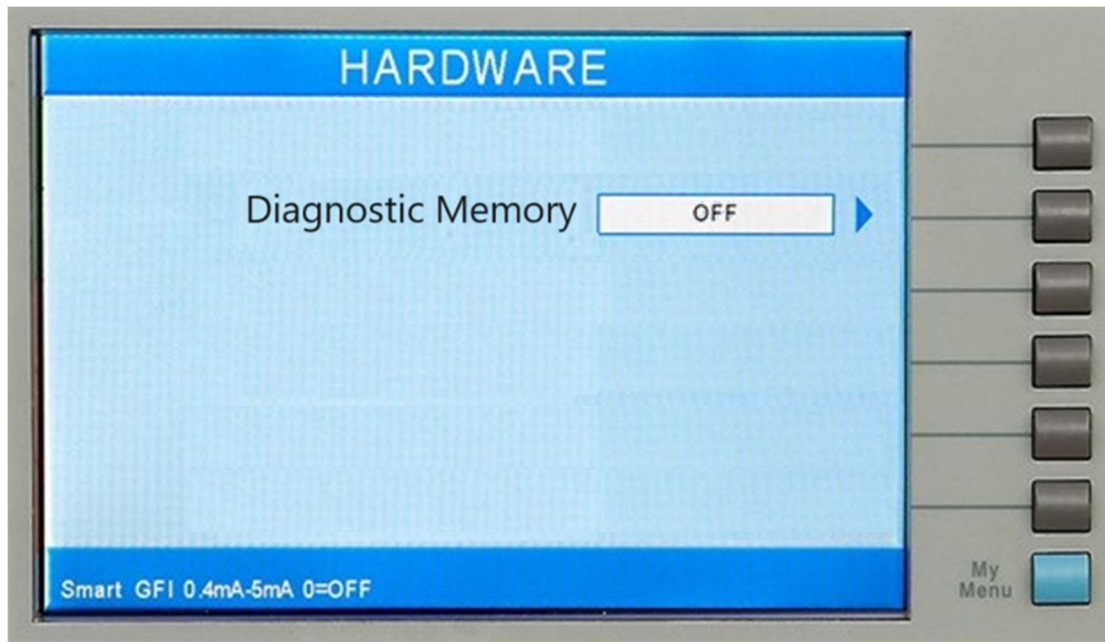 HARDWARE
Diagnostic Memory OFF
Smart GFI 0.4mA-5mA 0=OFF
My
Menu